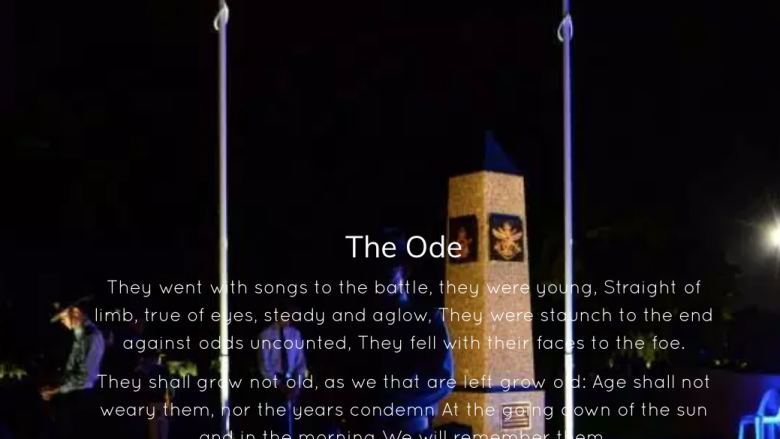 The Ode
They went with songs to the battle, they were young, Straight of
limb, true of eyes, steady and aglow, They were staunch to the end
against odds uncounted, They fell with their faces to the foe.
They shall grow not old, as we that are left grow old: Age shall not
weary them, nor the years condemn At the going down of the sun
and in the morning We will remember them.